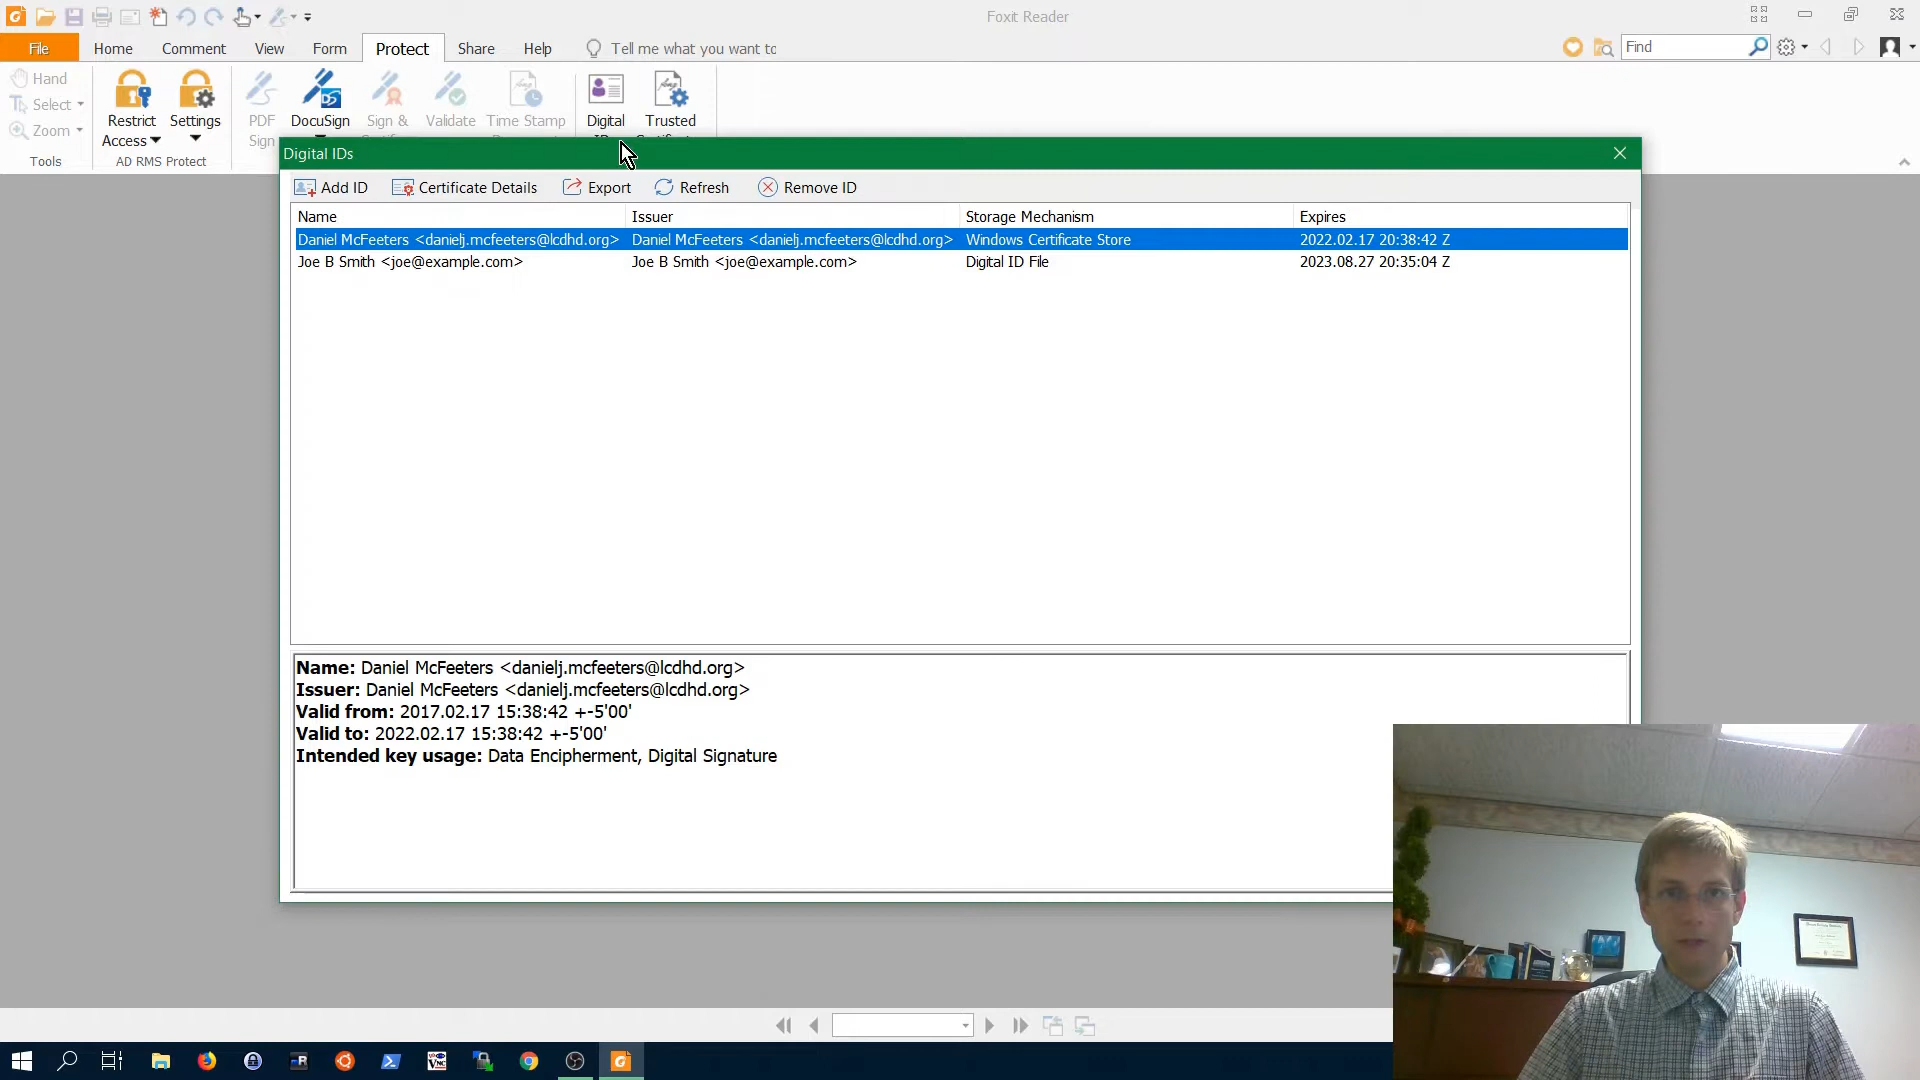 Foxit Reader
File Home Comment View Form Protect Share Help Tell me what you want to Find
Hand
Select
Zoom
Tools
Restrict Access
Settings
AD RMS Protect
PDF Sign
DocuSign
Sign &
Validate
Time Stamp
Digital
Trusted
Digital IDs
Add ID Certificate Details Export Refresh Remove ID
Name Issuer Storage Mechanism Expires
Daniel McFeeters <danielj.mcfeeters@lcdhd.org> Daniel McFeeters <danielj.mcfeeters@lcdhd.org> Windows Certificate Store 2022.02.17 20:38:42 Z
Joe B Smith <joe@example.com> Joe B Smith <joe@example.com> Digital ID File 2023.08.27 20:35:04 Z
Name: Daniel McFeeters <danielj.mcfeeters@lcdhd.org>
Issuer: Daniel McFeeters <danielj.mcfeeters@lcdhd.org>
Valid from: 2017.02.17 15:38:42 +-5'00'
Valid to: 2022.02.17 15:38:42 +-5'00'
Intended key usage: Data Encipherment, Digital Signature